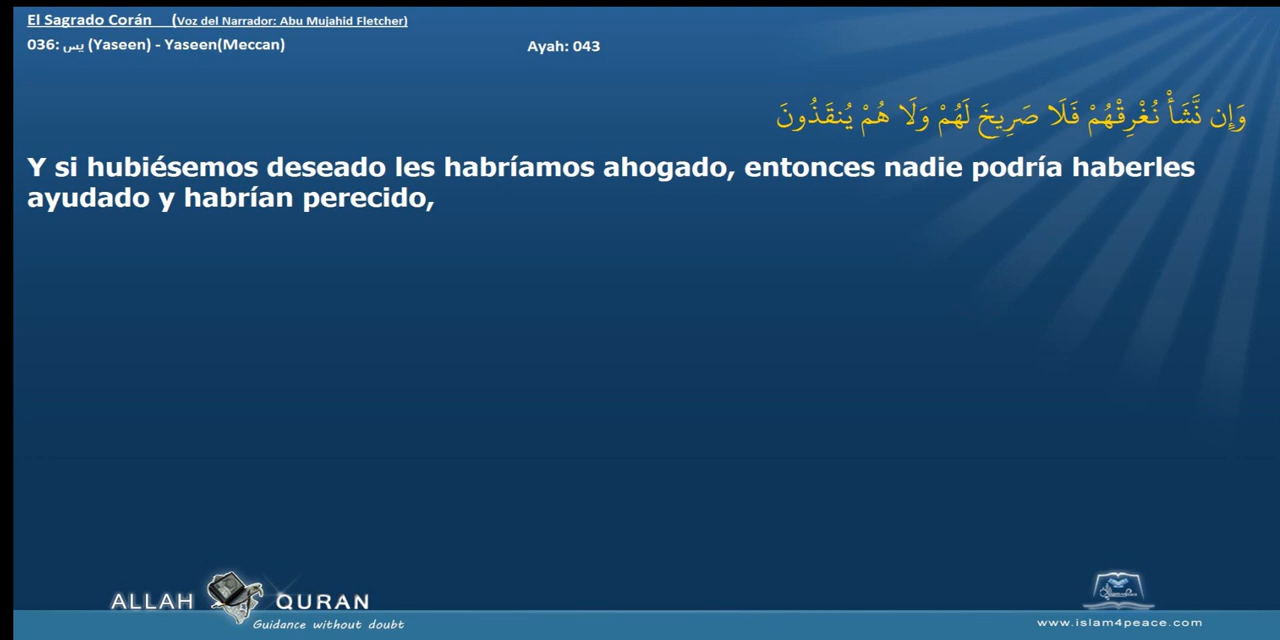 El Sagrado Corán (Voz del Narrador: Abu Mujahid Fletcher)
036: يس (Yaseen) - Yaseen(Meccan) Ayah: 043
وَإِن نَّشَأْ نُغْرِقْهُمْ فَلَا صَرِيخَ لَهُمْ وَلَا هُمْ يُنقَذُونَ
Y si hubiésemos deseado les habríamos ahogado, entonces nadie podría haberles
ayudado y habrían perecido,
ALLAH QURAN
Guidance without doubt
www.islam4peace.com